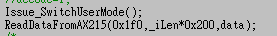 Issue_SwitchUserMode();
ReadDataFromAX215(0x1f0,_iLen*0x200,data);